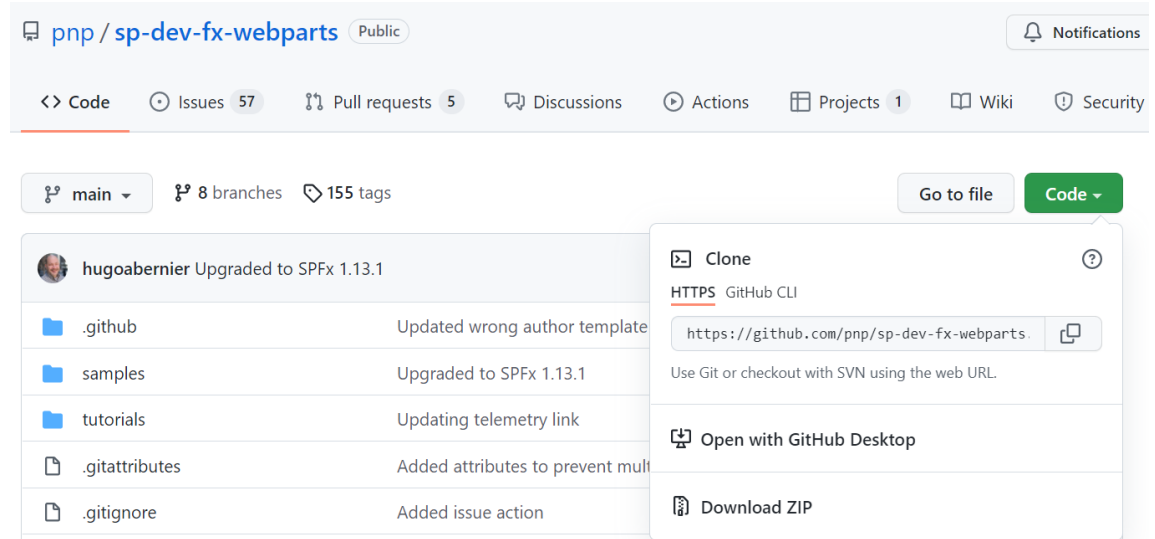 pnp / sp-dev-fx-webparts Public
Notifications
Code Issues 57 Pull requests 5 Discussions Actions Projects 1 Wiki Security
main 8 branches 155 tags Go to file Code
hugoabernier Upgraded to SPFx 1.13.1
.github Updated wrong author template
samples Upgraded to SPFx 1.13.1
tutorials Updating telemetry link
.gitattributes Added attributes to prevent mul
.gitignore Added issue action
Clone
HTTPS GitHub CLI
https://github.com/pnp/sp-dev-fx-webparts.
Use Git or checkout with SVN using the web URL.
Open with GitHub Desktop
Download ZIP